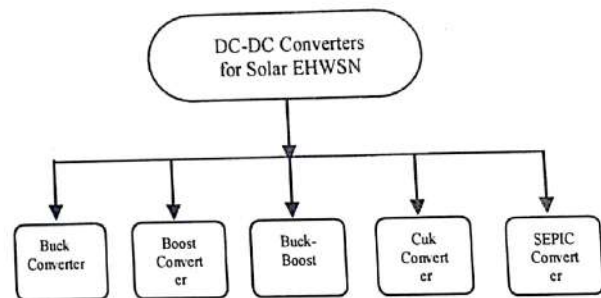 DC-DC Converters
for Solar EHWSN
Buck
Converter
Boost
Convert
er
Buck-
Boost
Cuk
Convert
er
SEPIC
Convert
er